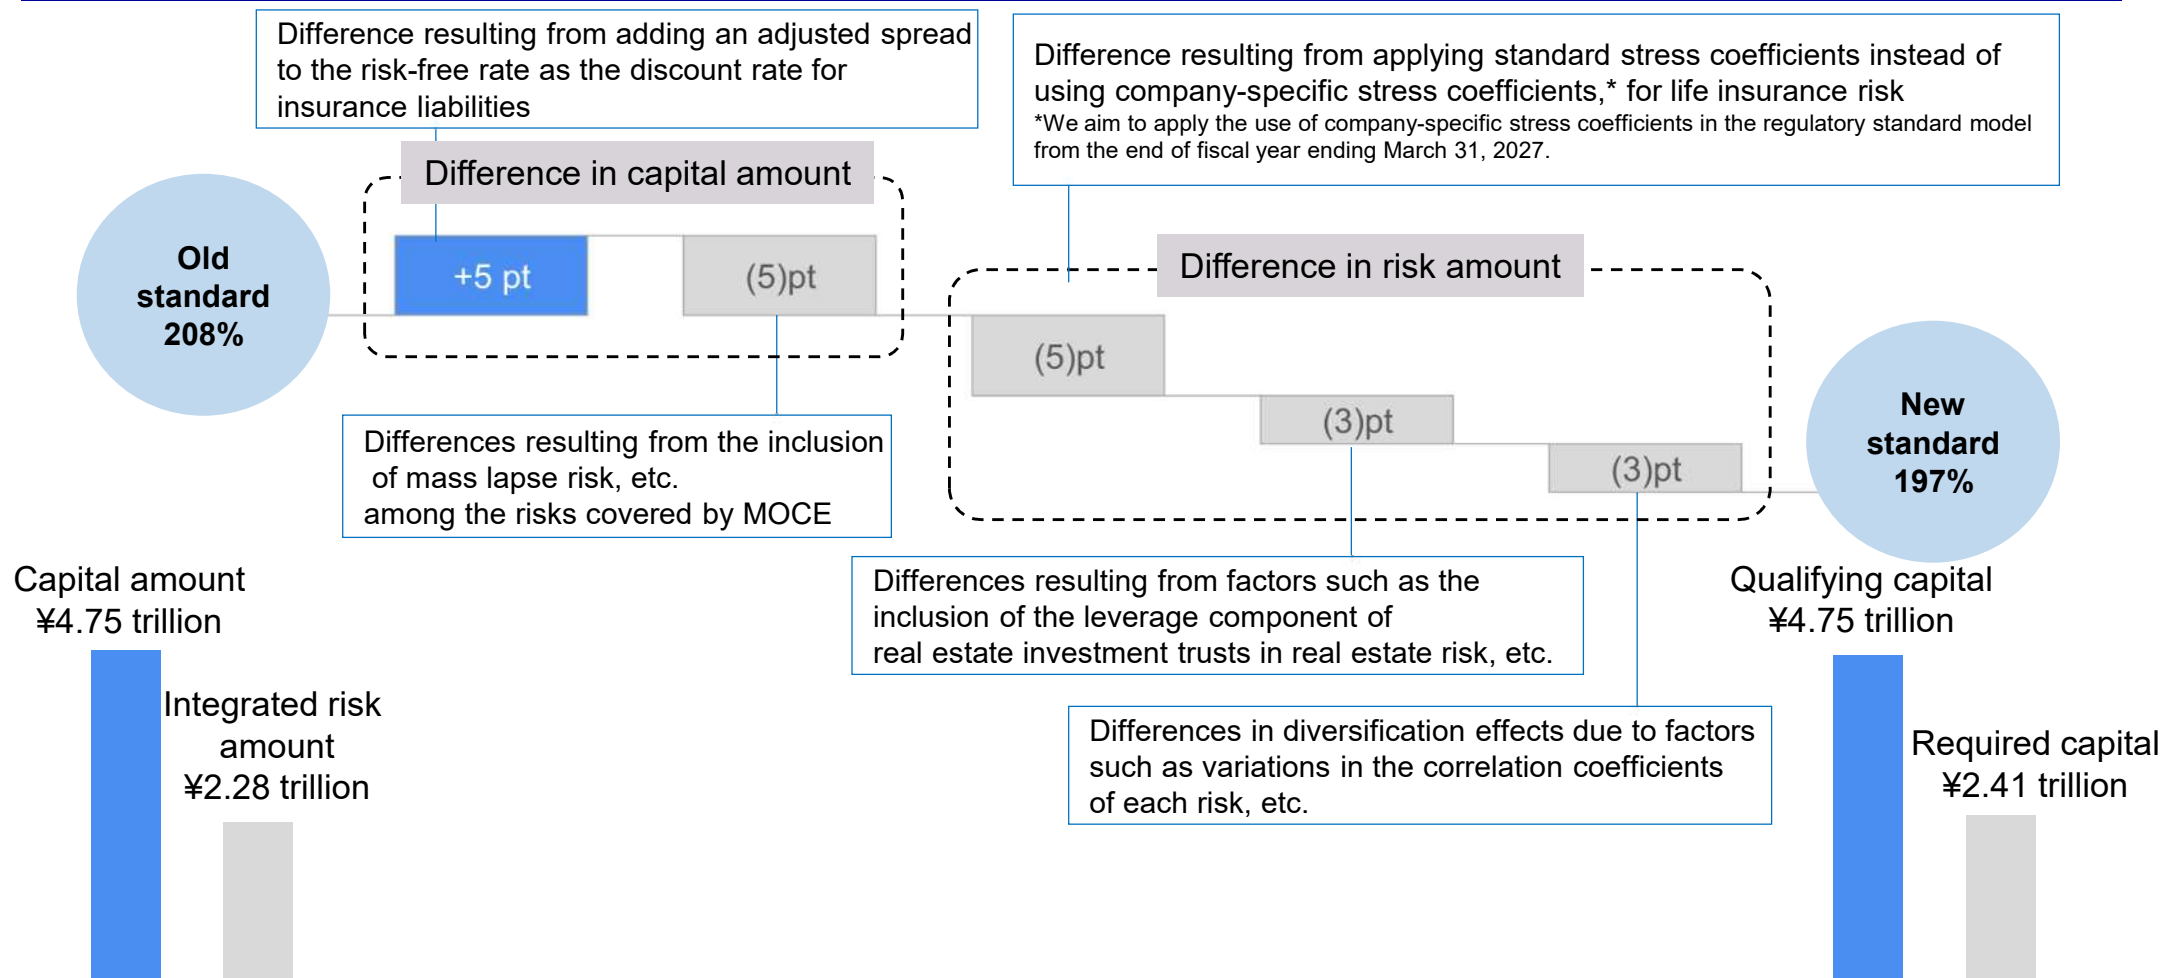 Difference resulting from adding an adjusted spread
to the risk-free rate as the discount rate for
insurance liabilities
Difference resulting from applying standard stress coefficients instead of
using company-specific stress coefficients,* for life insurance risk
*We aim to apply the use of company-specific stress coefficients in the regulatory standard model
from the end of fiscal year ending March 31, 2027.
Difference in capital amount
Old
standard
208%
+5 pt
(5)pt
Difference in risk amount
(5)pt
(3)pt
(3)pt
New
standard
197%
Differences resulting from the inclusion
of mass lapse risk, etc.
among the risks covered by MOCE
Differences resulting from factors such as the
inclusion of the leverage component of
real estate investment trusts in real estate risk, etc.
Differences in diversification effects due to factors
such as variations in the correlation coefficients
of each risk, etc.
Capital amount
¥4.75 trillion
Integrated risk
amount
¥2.28 trillion
Qualifying capital
¥4.75 trillion
Required capital
¥2.41 trillion